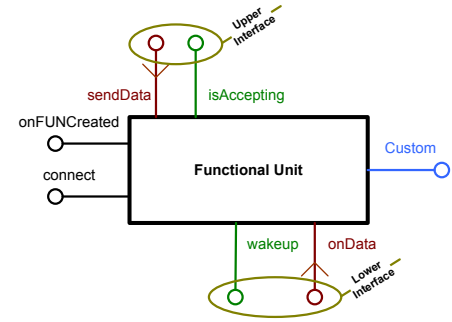 Upper
Interface
sendData
isAccepting
onFUNCreated
Functional Unit
Custom
connect
wakeup
onData
Lower
Interface